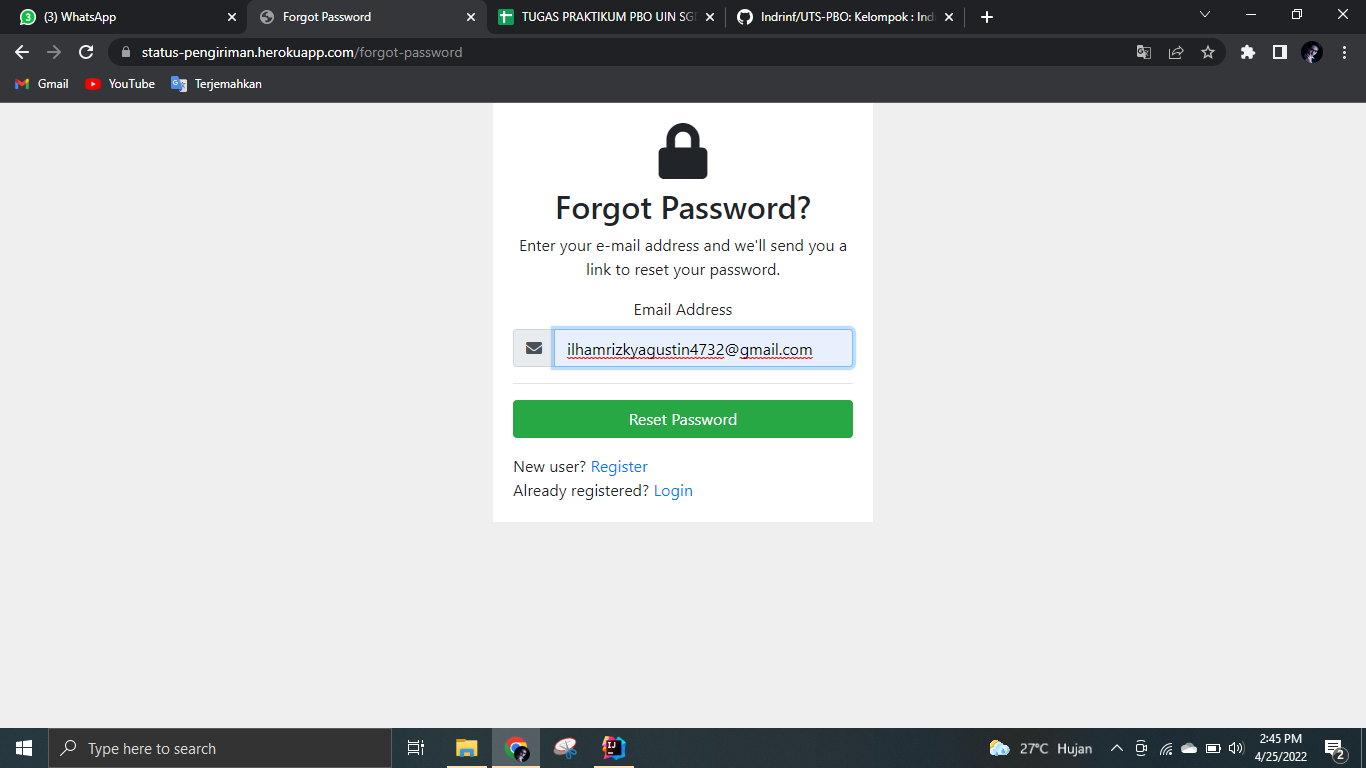 3 (3) WhatsApp
Forgot Password
TUGAS PRAKTIKUM PBO UIN SG
Indrinf/UTS-PBO: Kelompok : Ind
status-pengiriman.herokuapp.com/forgot-password
Gmail YouTube Terjemahkan
Forgot Password?
Enter your e-mail address and we'll send you a
link to reset your password.
Email Address
ilhamrizkyagustin4732@gmail.com
Reset Password
New user? Register
Already registered? Login
Type here to search
27°C Hujan
2:45 PM
4/25/2022
2